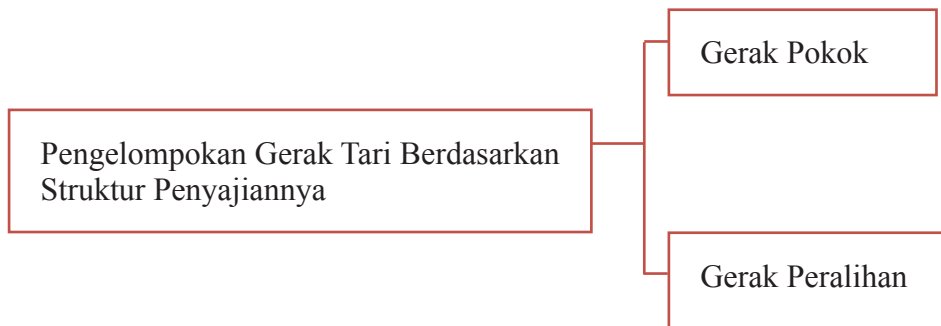 Gerak Pokok
Pengelompokan Gerak Tari Berdasarkan
Struktur Penyajiannya
Gerak Peralihan